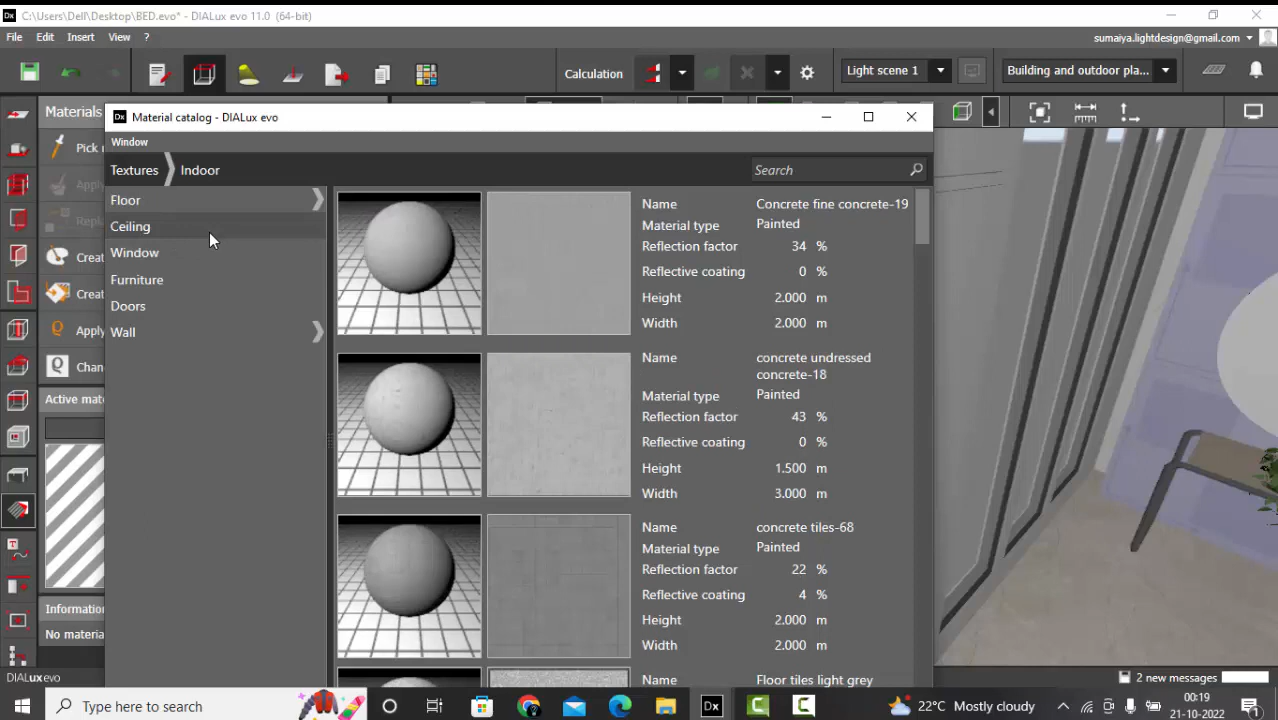 C:\Users\Dell\Desktop\BED.evo* - DIALux evo 11.0 (64-bit)
File Edit Insert View ?
sumaiya.lightdesign@gmail.com
Calculation
Light scene 1
Building and outdoor pla...
Materials
Material catalog - DIALux evo
Window
Textures Indoor
Search
Floor
Ceiling
Window
Furniture
Doors
Wall
Name Concrete fine concrete-19
Material type Painted
Reflection factor 34 %
Reflective coating 0 %
Height 2.000 m
Width 2.000 m
Name concrete undressed
concrete-18
Material type Painted
Reflection factor 43 %
Reflective coating 0 %
Height 1.500 m
Width 3.000 m
Name concrete tiles-68
Material type Painted
Reflection factor 22 %
Reflective coating 4 %
Height 2.000 m
Width 2.000 m
Name Floor tiles light grey
Pick
Apply
Creat
Creat
Apply
Chan
Active mate
Information
No materia
DIALux evo
2 new messages
Type here to search
22°C Mostly cloudy
00:19
21-10-2022